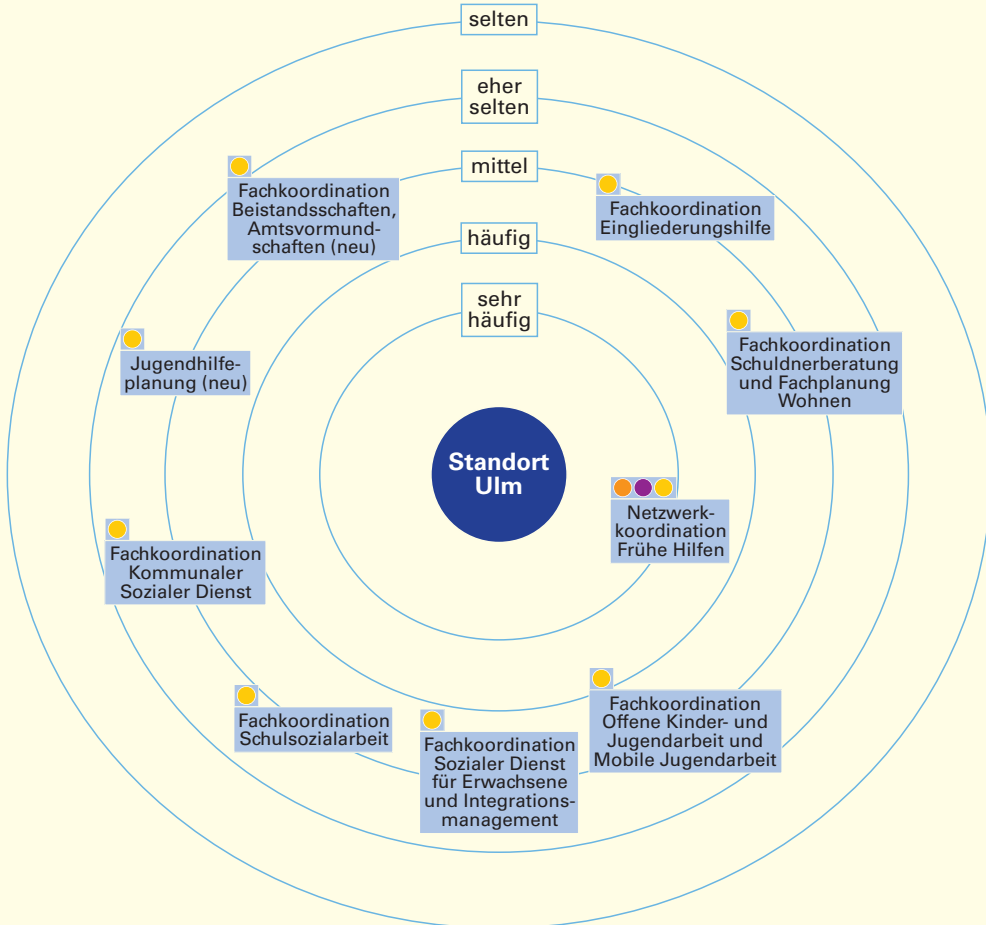 selten
eher
selten
mittel
häufig
sehr
häufig
Fachkoordination
Beistandsschaften,
Amtsvormund-
schaften (neu)
Fachkoordination
Eingliederungshilfe
Jugendhilfe-
planung (neu)
Fachkoordination
Schuldnerberatung
und Fachplanung
Wohnen
Standort
Ulm
Netzwerk-
koordination
Frühe Hilfen
Fachkoordination
Kommunaler
Sozialer Dienst
Fachkoordination
Schulsozialarbeit
Fachkoordination
Sozialer Dienst
für Erwachsene
und Integrations-
management
Fachkoordination
Offene Kinder- und
Jugendarbeit und
Mobile Jugendarbeit